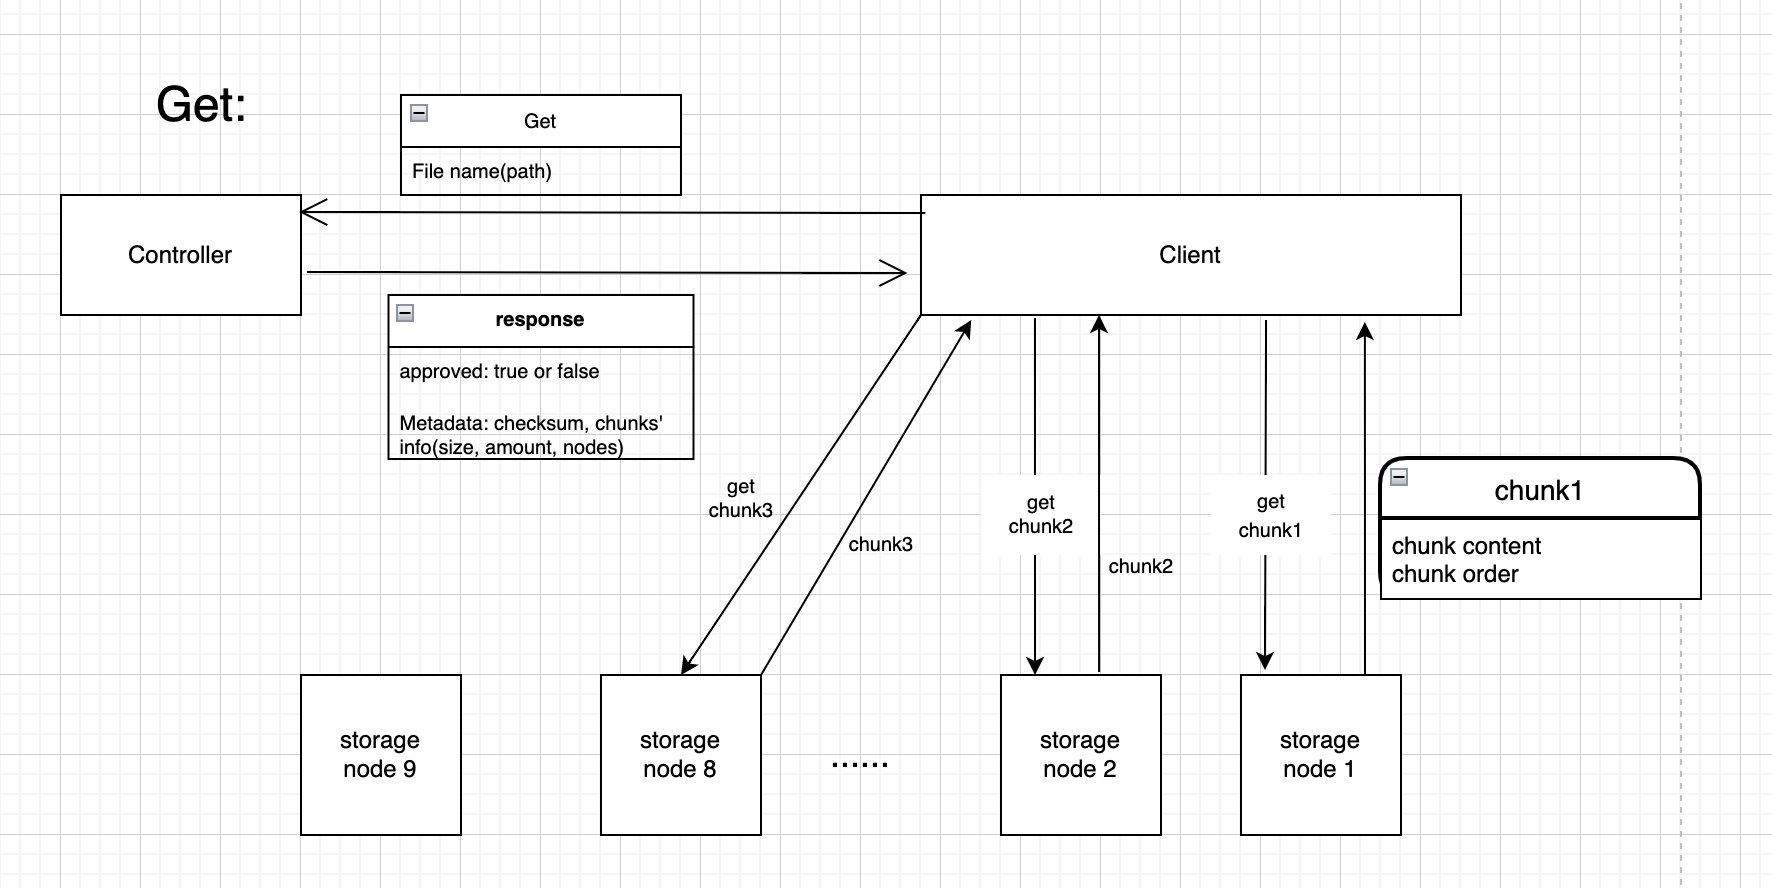 Get:
Get
File name(path)
Controller
Client
response
approved: true or false
Metadata: checksum, chunks'
info(size, amount, nodes)
get
chunk3
chunk3
get
chunk2
chunk2
get
chunk1
chunk1
chunk content
chunk order
storage
node 9
storage
node 8
......
storage
node 2
storage
node 1